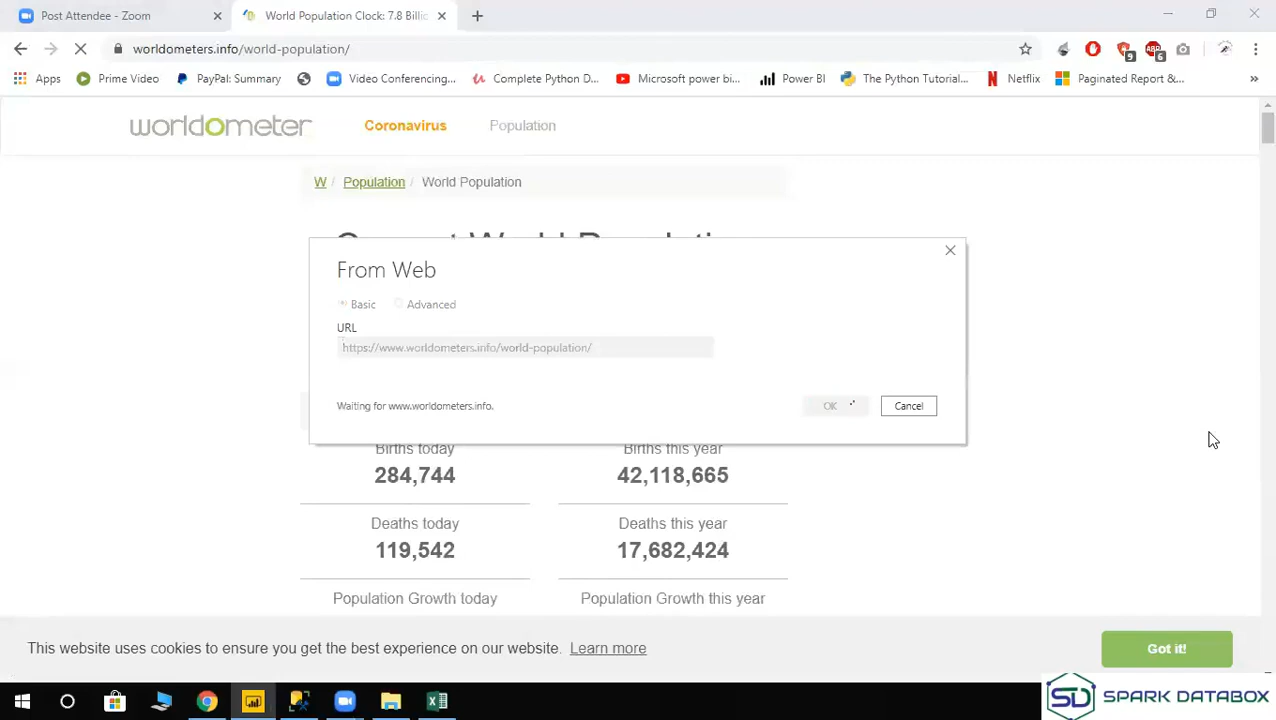 Post Attendee - Zoom
World Population Clock: 7.8 Billic
worldometers.info/world-population/
9
6
Apps
Prime Video
PayPal: Summary
Video Conferencing...
Complete Python D...
Microsoft power bi...
Power BI
The Python Tutorial...
Netflix
Paginated Report &...
worldometer
Coronavirus
Population
W / Population / World Population
From Web
Basic
Advanced
URL
https://www.worldometers.info/world-population/
Waiting for www.worldometers.info.
OK
Cancel
Births today
Births this year
284,744
42,118,665
Deaths today
Deaths this year
119,542
17,682,424
Population Growth today
Population Growth this year
This website uses cookies to ensure you get the best experience on our website. Learn more
Got it!
SD SPARK DATABOX